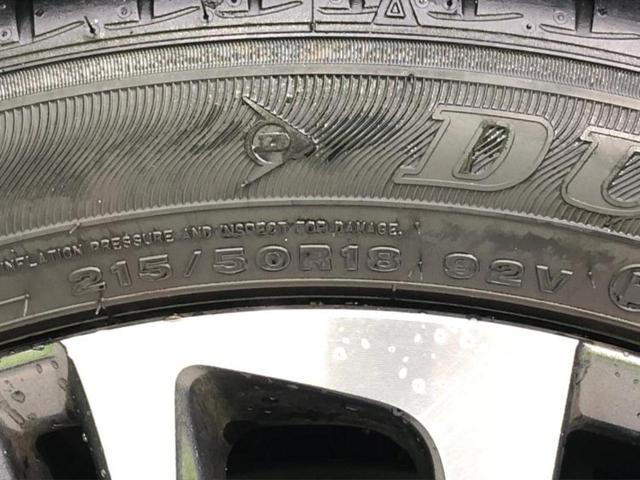 DU
INFLATION PRESSURE AND INSPECT FOR DAMAGE.
215/50R18 92V